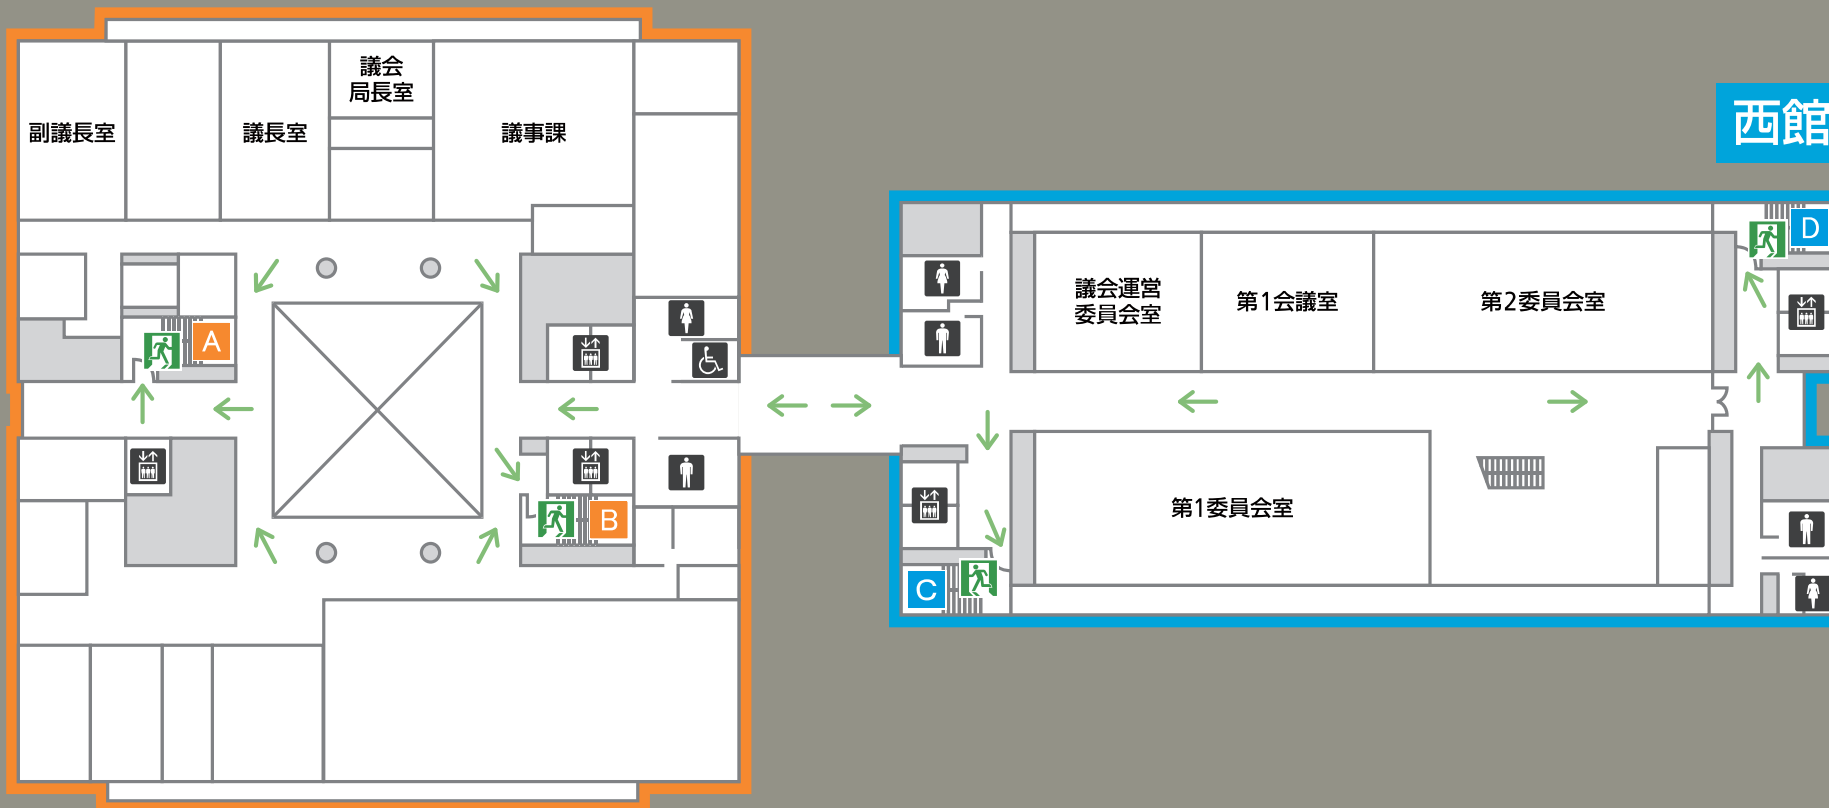 議会
局長室
副議長室
議長室
議事課
西館
A
B
議会運営
委員会室
第1会議室
第2委員会室
D
第1委員会室
C